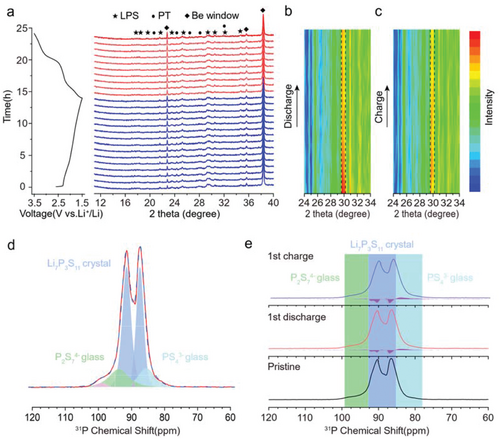 a
★ LPS • PT ◆ Be window
Time(h)
25
20
15
10
5
0
3.5 2.5 1.5
Voltage(V vs.Li⁺/Li)
12 16 20 24 28 32 36 40
2 theta (degree)
b
Discharge
24 26 28 30 32 34
2 theta (degree)
c
Charge
24 26 28 30 32 34
2 theta (degree)
Intensity
d
Li₇P₃S₁₁ crystal
P₂S₇⁴⁻ glass
PS₄³⁻ glass
120 110 100 90 80 70 60
³¹P Chemical Shift(ppm)
e
Li₇P₃S₁₁ crystal
1st charge
P₂S₇⁴⁻ glass
PS₄³⁻ glass
1st discharge
Pristine
120 110 100 90 80 70 60
³¹P Chemical Shift(ppm)